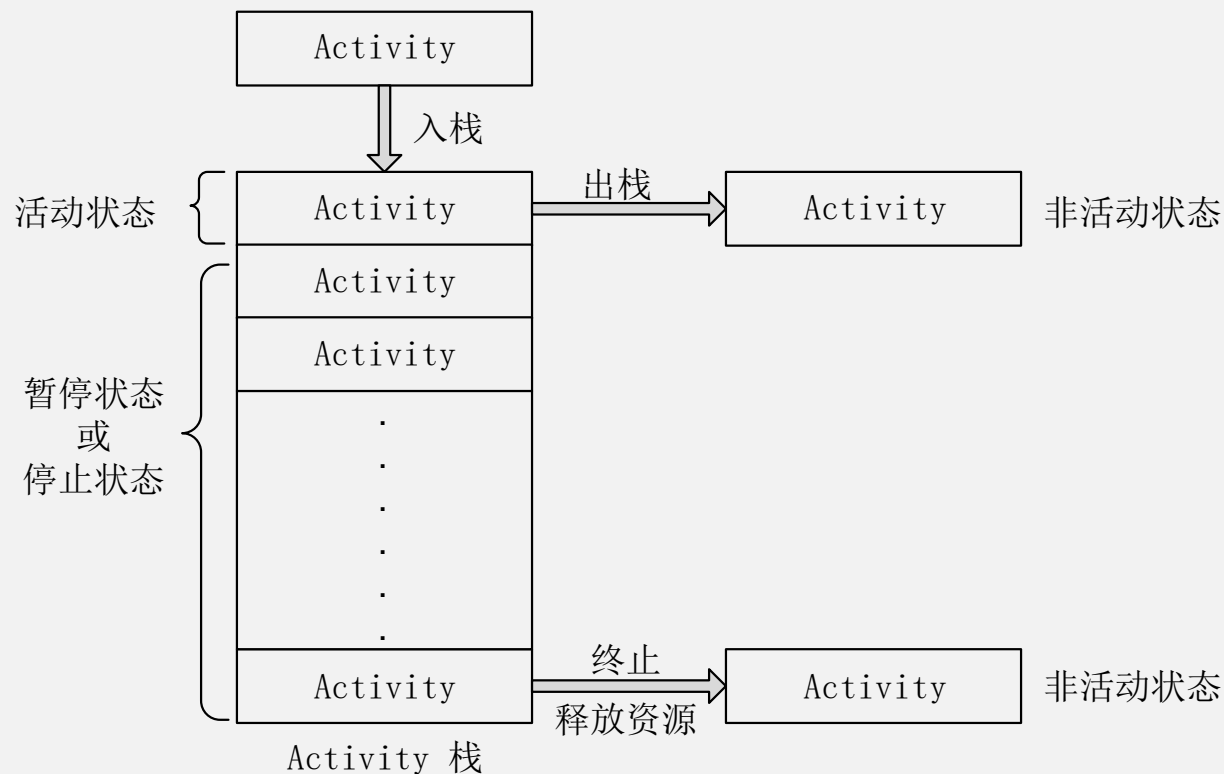 Activity
入栈
活动状态
Activity
出栈
Activity
非活动状态
Activity
Activity
暂停状态
或
停止状态
.
.
.
.
.
.
Activity
终止
释放资源
Activity
非活动状态
Activity 栈